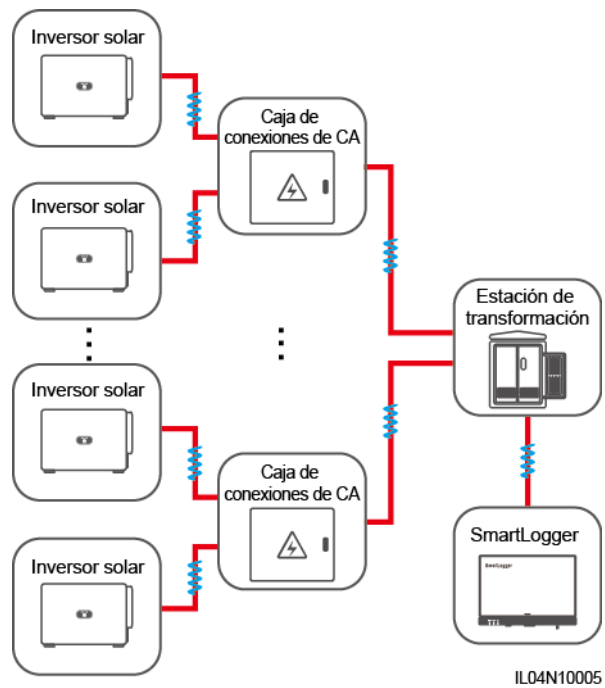 Inversor solar
Caja de
conexiones de CA
Inversor solar
Estación de
transformación
Inversor solar
Caja de
conexiones de CA
SmartLogger
SmartLogger
Inversor solar
IL04N10005